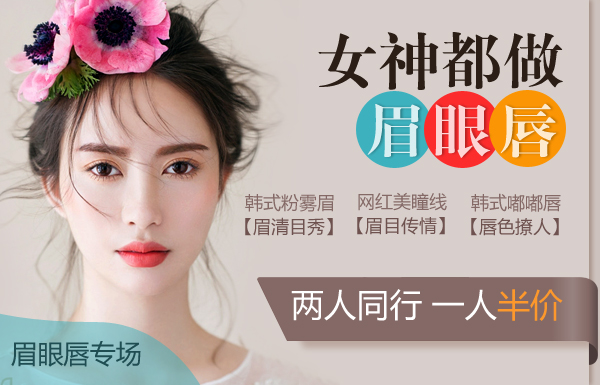 女神都做
眉眼唇
韩式粉雾眉 网红美瞳线 韩式嘟嘟唇
【眉清目秀】 【眉目传情】 【唇色撩人】
两人同行 一人半价
眉眼唇专场